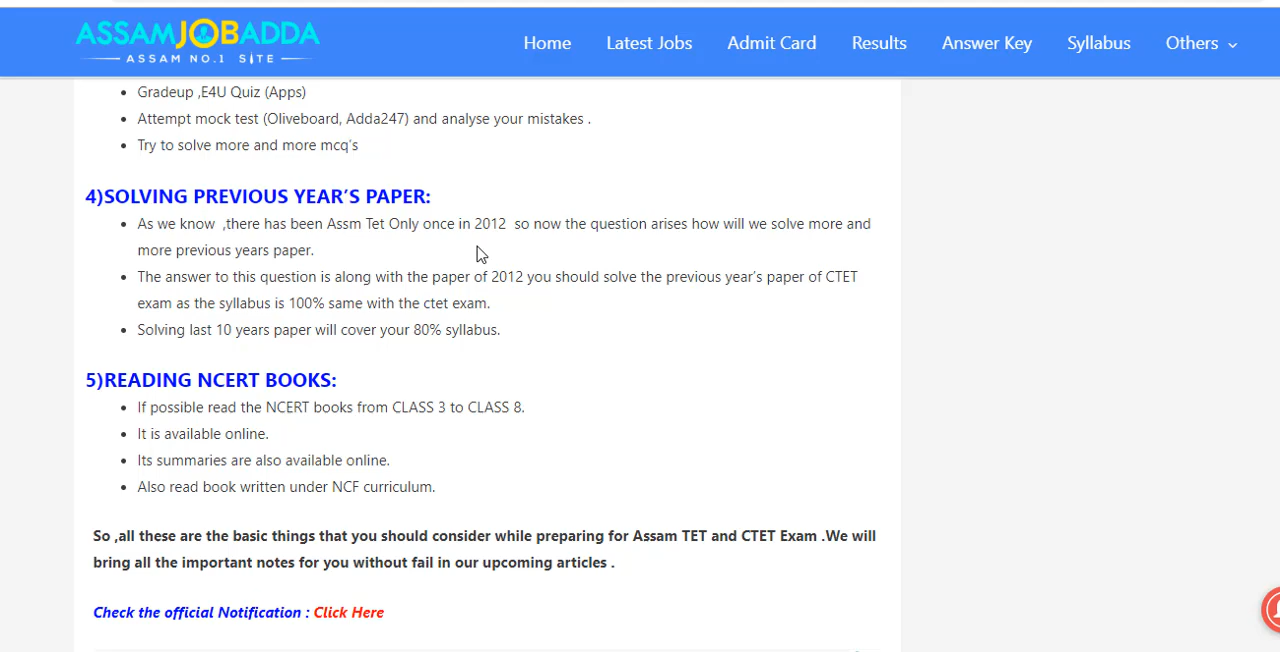 ASSAMJOBADDA
ASSAM NO.1 SITE
Home Latest Jobs Admit Card Results Answer Key Syllabus Others
Gradeup ,E4U Quiz (Apps)
Attempt mock test (Oliveboard, Adda247) and analyse your mistakes .
Try to solve more and more mcq's
4)SOLVING PREVIOUS YEAR'S PAPER:
As we know ,there has been Assm Tet Only once in 2012 so now the question arises how will we solve more and
more previous years paper.
The answer to this question is along with the paper of 2012 you should solve the previous year's paper of CTET
exam as the syllabus is 100% same with the ctet exam.
Solving last 10 years paper will cover your 80% syllabus.
5)READING NCERT BOOKS:
If possible read the NCERT books from CLASS 3 to CLASS 8.
It is available online.
Its summaries are also available online.
Also read book written under NCF curriculum.
So ,all these are the basic things that you should consider while preparing for Assam TET and CTET Exam .We will
bring all the important notes for you without fail in our upcoming articles .
Check the official Notification : Click Here